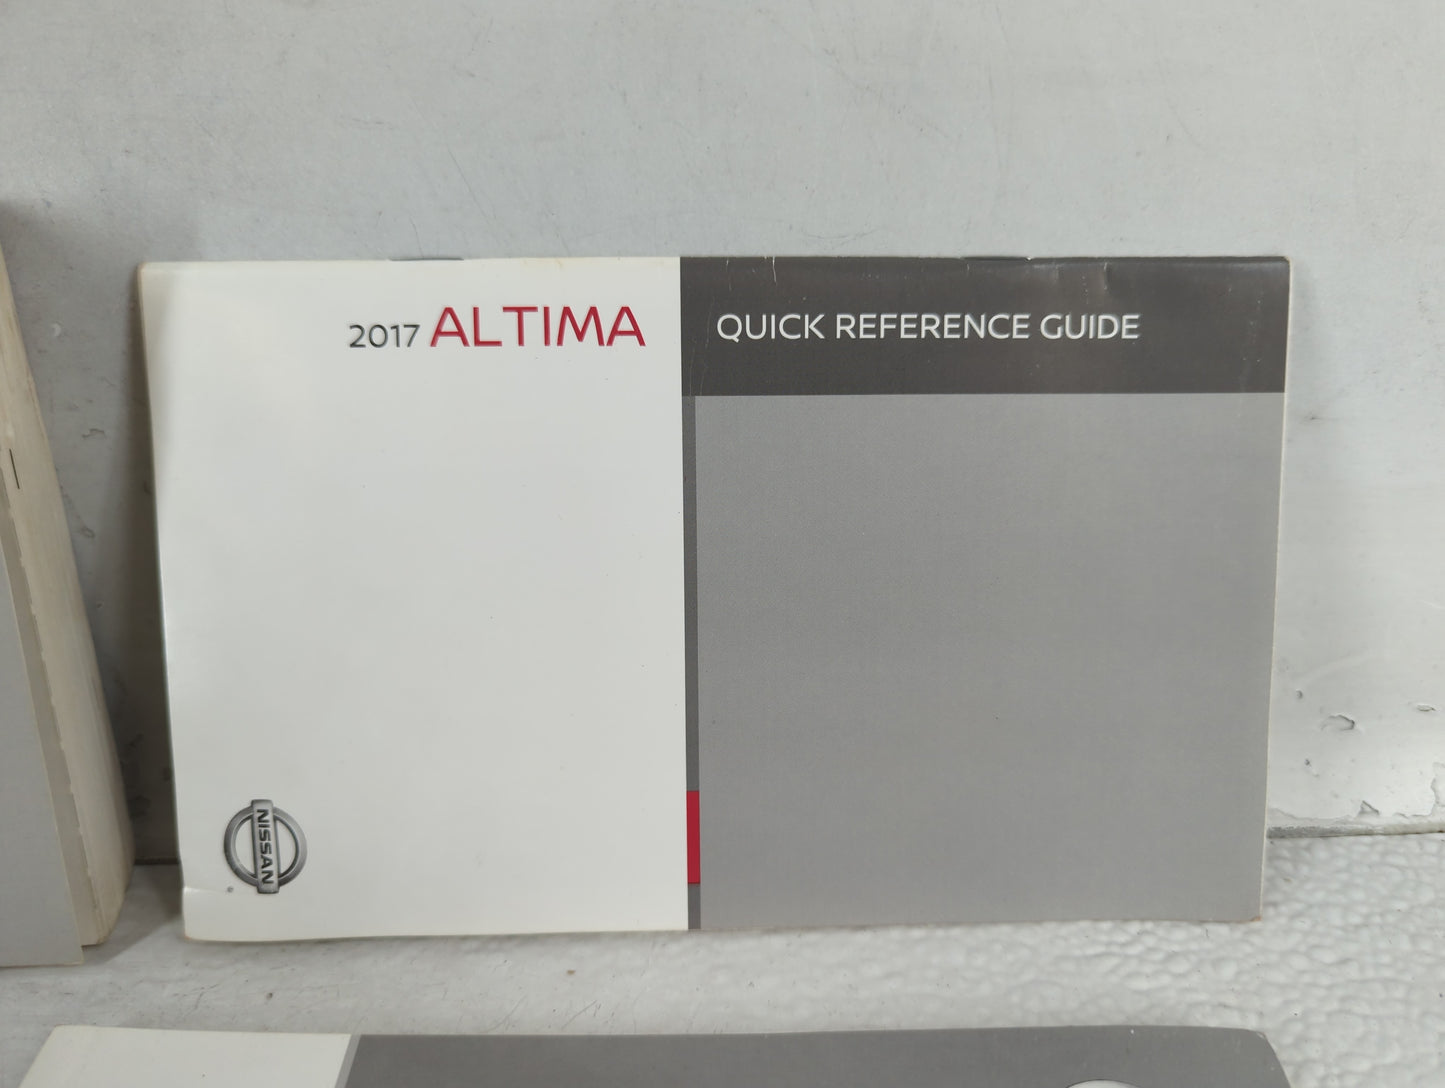 2017 ALTIMA
QUICK REFERENCE GUIDE
NISSAN
®